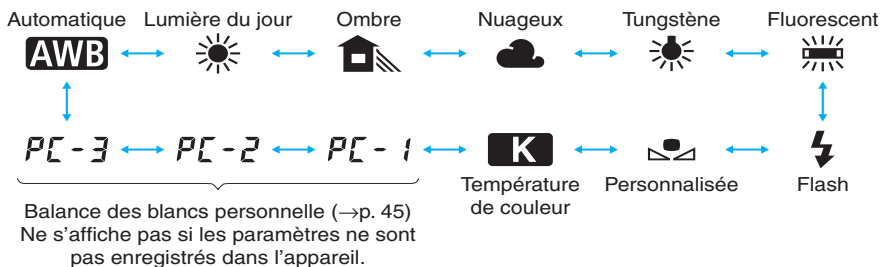 Automatique Lumière du jour Ombre Nuageux Tungstène Fluorescent
AWB
PC-3 PC-2 PC-1 K
Température de couleur Personnalisée Flash
Balance des blancs personnelle (→p. 45)
Ne s'affiche pas si les paramètres ne sont
pas enregistrés dans l'appareil.